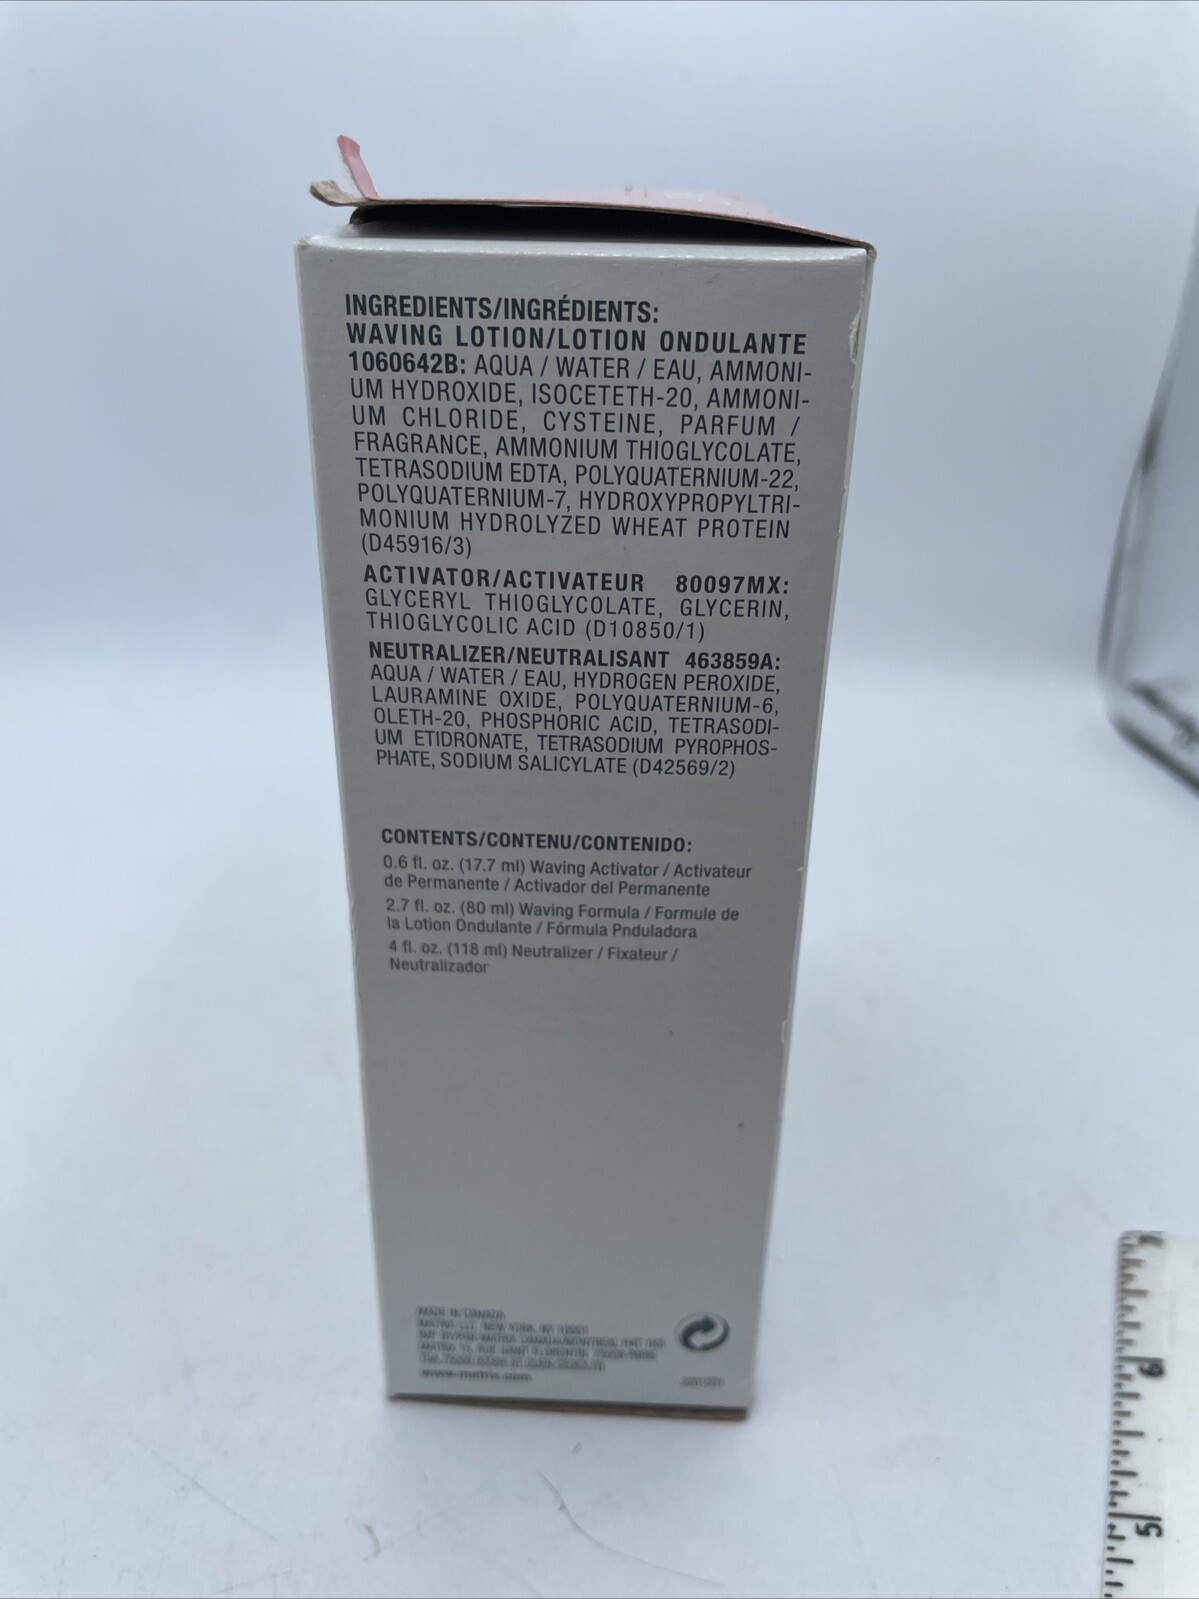 INGREDIENTS/INGRÉDIENTS:
WAVING LOTION/LOTION ONDULANTE
1060642B: AQUA / WATER / EAU, AMMONI-
UM HYDROXIDE, ISOCETETH-20, AMMONI-
UM CHLORIDE, CYSTEINE, PARFUM /
FRAGRANCE, AMMONIUM THIOGLYCOLATE,
TETRASODIUM EDTA, POLYQUATERNIUM-22,
POLYQUATERNIUM-7, HYDROXYPROPYLTRI-
MONIUM HYDROLYZED WHEAT PROTEIN
(D45916/3)
ACTIVATOR/ACTIVATEUR 80097MX:
GLYCERYL THIOGLYCOLATE, GLYCERIN,
THIOGLYCOLIC ACID (D10850/1)
NEUTRALIZER/NEUTRALISANT 463859A:
AQUA / WATER / EAU, HYDROGEN PEROXIDE,
LAURAMINE OXIDE, POLYQUATERNIUM-6,
OLETH-20, PHOSPHORIC ACID, TETRASODI-
UM ETIDRONATE, TETRASODIUM PYROPHOS-
PHATE, SODIUM SALICYLATE (D42569/2)
CONTENTS/CONTENU/CONTENIDO:
0.6 fl. oz. (17.7 ml) Waving Activator / Activateur
de Permanente / Activador del Permanente
2.7 fl. oz. (80 ml) Waving Formula / Formule de
la Lotion Ondulante / Fórmula Pnduladora
4 fl. oz. (118 ml) Neutralizer / Fixateur /
Neutralizador
MADE IN CANADA
6
5